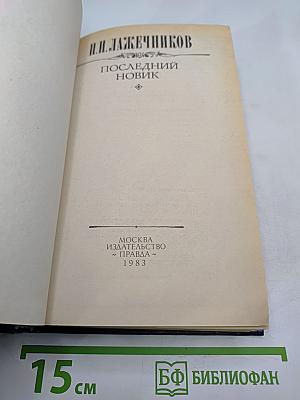 И.И.ЛАЖЕЧНИКОВ
ПОСЛЕДНИЙ
НОВИК
МОСКВА
ИЗДАТЕЛЬСТВО
~ ПРАВДА ~
1983
15 см
БФ БИБЛИОФАН